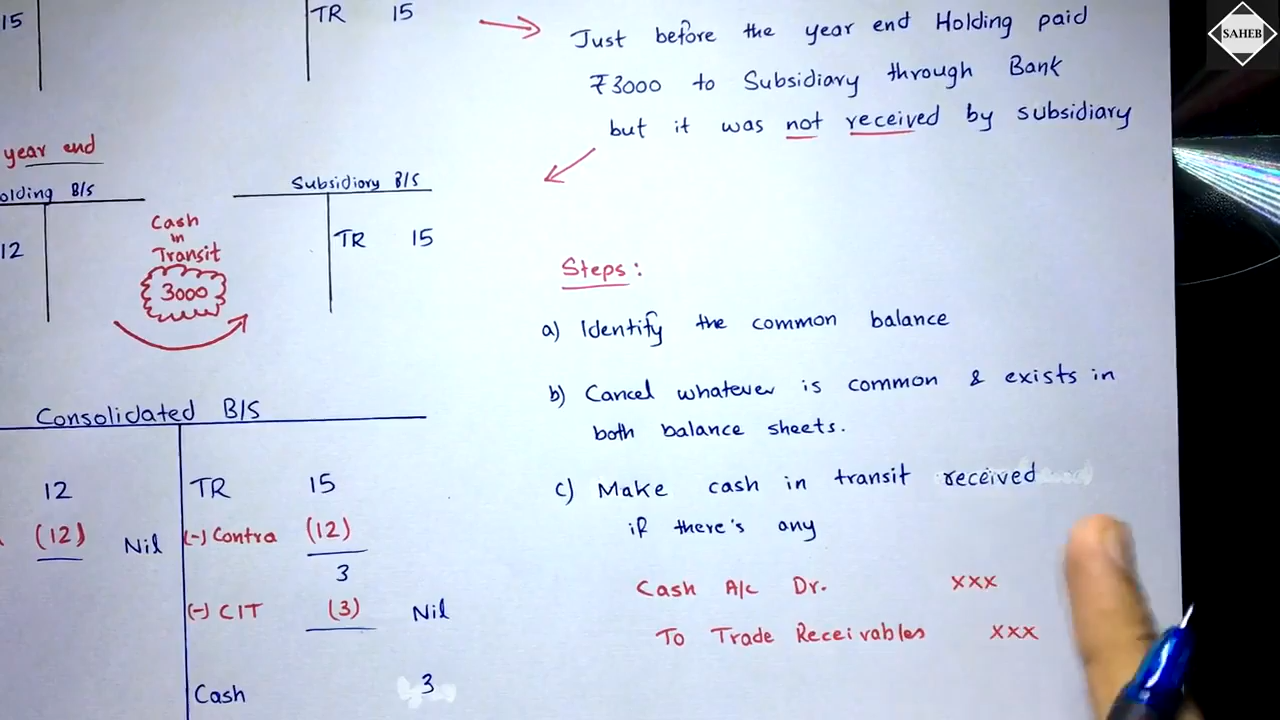 15
TR 15
Just before the year end Holding paid
₹3000 to Subsidiary through Bank
but it was not received by subsidiary
SAHEB
year end
olding B/S
Subsidiory B/S
12
Cash
in
Transit
3000
TR 15
Steps:
a) Identify the common balance
b) Cancel whatever is common & exists in
both balance sheets.
c) Make cash in transit received
if there's any
Cash A/c Dr. xxx
To Trade Receivables xxx
Consolidated B/S
12
(12) Nil
TR 15
(-) Contra (12)
3
(-) CIT (3) Nil
Cash 3